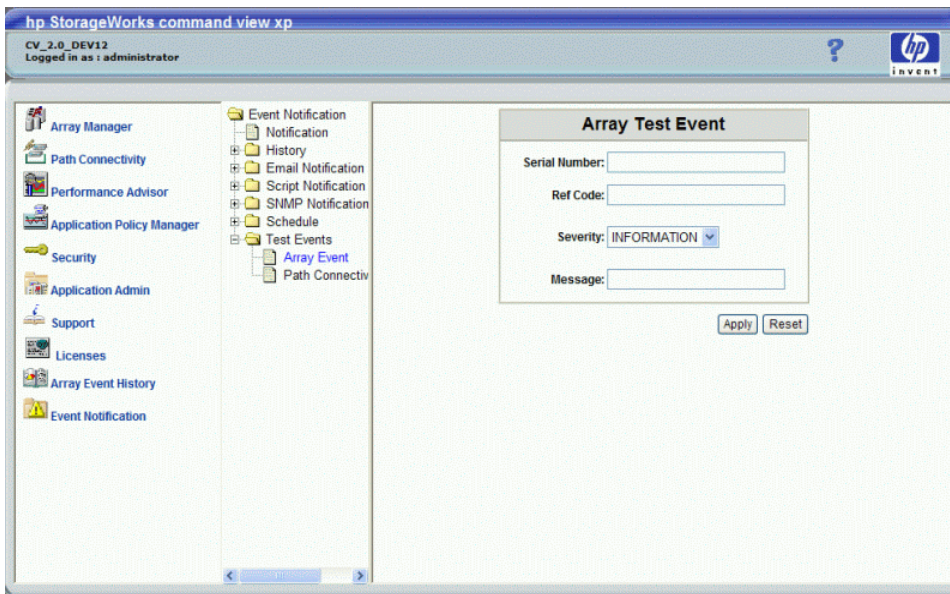 hp StorageWorks command view xp
CV_2.0_DEV12
Logged in as : administrator
?
hp
invent
Array Manager
Path Connectivity
Performance Advisor
Application Policy Manager
Security
Application Admin
Support
Licenses
Array Event History
Event Notification
Event Notification
Notification
History
Email Notification
Script Notification
SNMP Notification
Schedule
Test Events
Array Event
Path Connectiv
Array Test Event
Serial Number:
Ref Code:
Severity: INFORMATION
Message:
Apply Reset